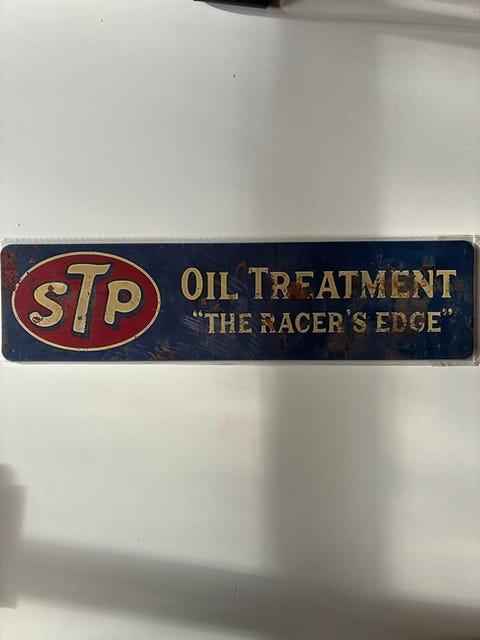 STP
OIL TREATMENT
"THE RACER'S EDGE"